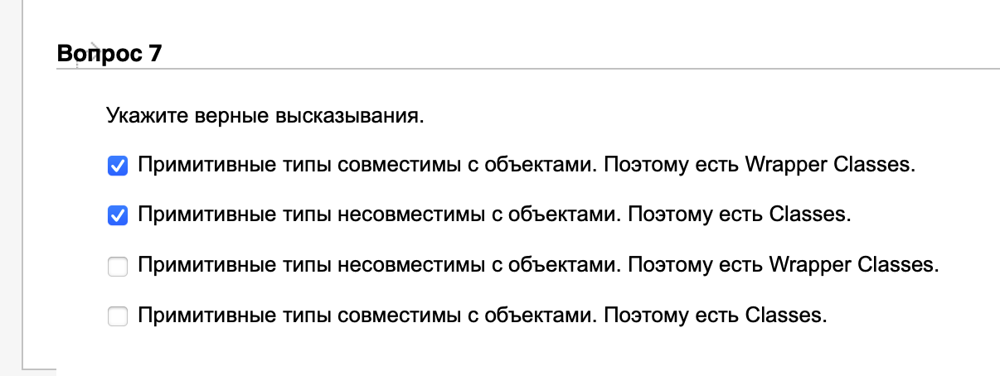 Вопрос 7
Укажите верные высказывания.
Примитивные типы совместимы с объектами. Поэтому есть Wrapper Classes.
Примитивные типы несовместимы с объектами. Поэтому есть Classes.
Примитивные типы несовместимы с объектами. Поэтому есть Wrapper Classes.
Примитивные типы совместимы с объектами. Поэтому есть Classes.